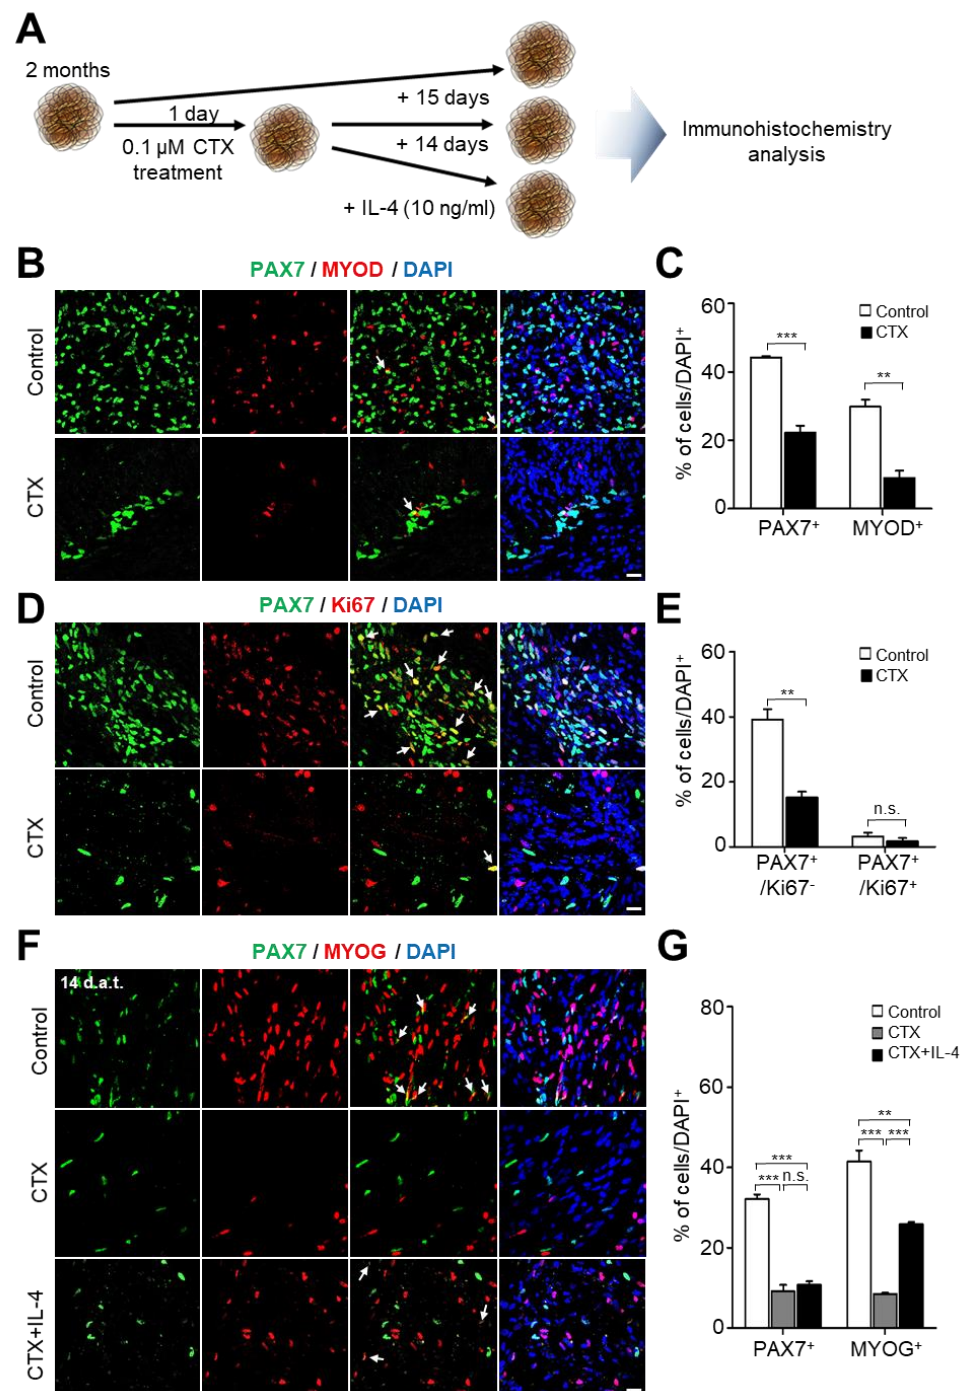 A
2 months
1 day
0.1 µM CTX
treatment
+ 15 days
+ 14 days
+ IL-4 (10 ng/ml)
Immunohistochemistry
analysis
B
PAX7 / MYOD / DAPI
Control
CTX
C
% of cells/DAPI⁺
60
40
20
0
Control
CTX
***
**
PAX7⁺
MYOD⁺
D
PAX7 / Ki67 / DAPI
Control
CTX
E
% of cells/DAPI⁺
60
40
20
0
Control
CTX
**
n.s.
PAX7⁺
/Ki67⁻
PAX7⁺
/Ki67⁺
F
PAX7 / MYOG / DAPI
14 d.a.t.
Control
CTX
CTX+IL-4
G
% of cells/DAPI⁺
80
60
40
20
0
Control
CTX
CTX+IL-4
***
*** n.s.
**
*** ***
PAX7⁺
MYOG⁺